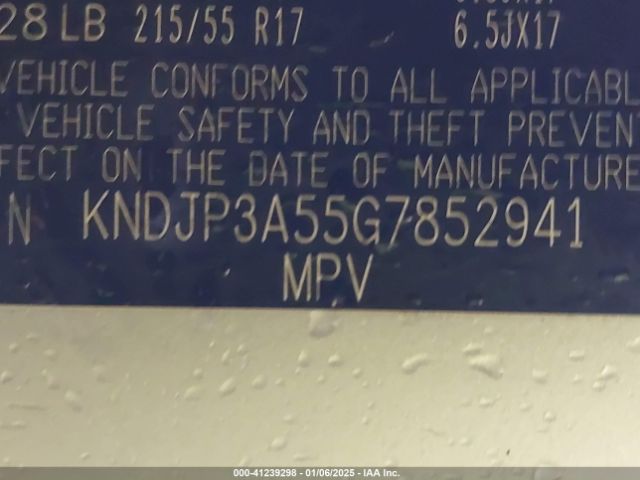 28 LB 215/55 R17 6.5JX17
VEHICLE CONFORMS TO ALL APPLICABL
VEHICLE SAFETY AND THEFT PREVEN
FECT ON THE DATE OF MANUFACTURE
N KNDJP3A55G7852941
MPV
000-41239298 - 01/06/2025 - IAA Inc.